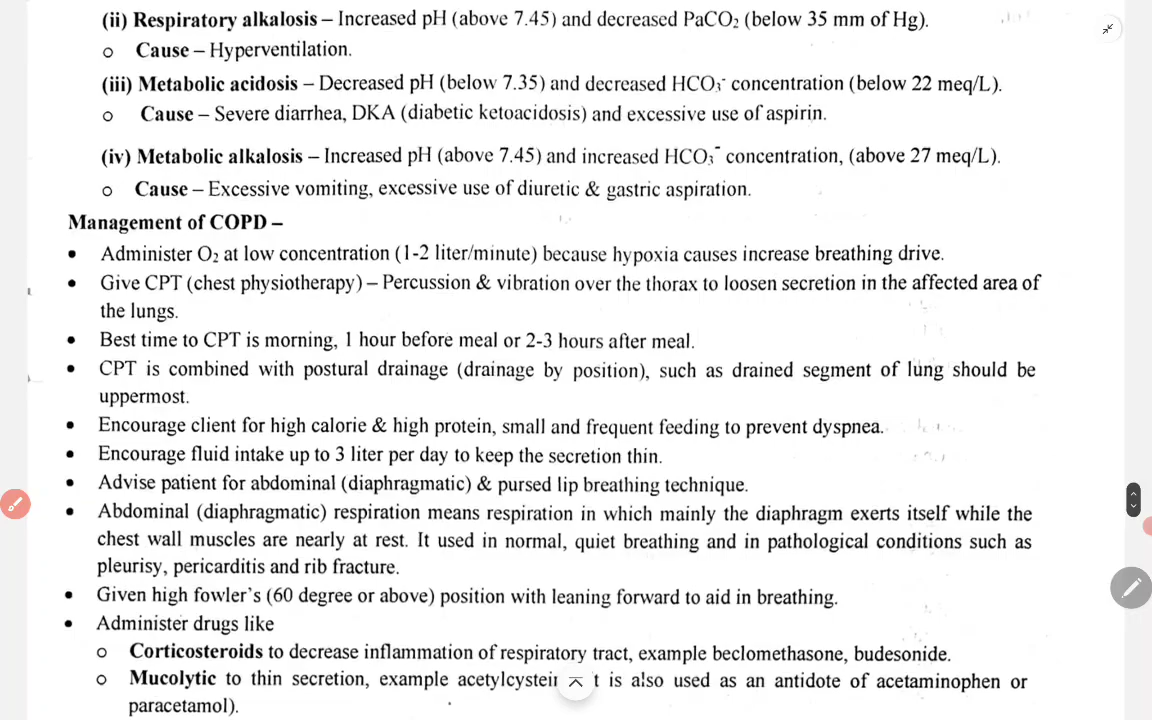 (ii) Respiratory alkalosis – Increased pH (above 7.45) and decreased PaCO₂ (below 35 mm of Hg).
o Cause – Hyperventilation.
(iii) Metabolic acidosis – Decreased pH (below 7.35) and decreased HCO₃⁻ concentration (below 22 meq/L).
o Cause – Severe diarrhea, DKA (diabetic ketoacidosis) and excessive use of aspirin.
(iv) Metabolic alkalosis – Increased pH (above 7.45) and increased HCO₃⁻ concentration, (above 27 meq/L).
o Cause – Excessive vomiting, excessive use of diuretic & gastric aspiration.
Management of COPD –
• Administer O₂ at low concentration (1-2 liter/minute) because hypoxia causes increase breathing drive.
• Give CPT (chest physiotherapy) – Percussion & vibration over the thorax to loosen secretion in the affected area of
the lungs.
• Best time to CPT is morning, 1 hour before meal or 2-3 hours after meal.
• CPT is combined with postural drainage (drainage by position), such as drained segment of lung should be
uppermost.
• Encourage client for high calorie & high protein, small and frequent feeding to prevent dyspnea.
• Encourage fluid intake up to 3 liter per day to keep the secretion thin.
• Advise patient for abdominal (diaphragmatic) & pursed lip breathing technique.
• Abdominal (diaphragmatic) respiration means respiration in which mainly the diaphragm exerts itself while the
chest wall muscles are nearly at rest. It used in normal, quiet breathing and in pathological conditions such as
pleurisy, pericarditis and rib fracture.
• Given high fowler's (60 degree or above) position with leaning forward to aid in breathing.
• Administer drugs like
o Corticosteroids to decrease inflammation of respiratory tract, example beclomethasone, budesonide.
o Mucolytic to thin secretion, example is also used as an antidote of acetaminophen or
paracetamol).